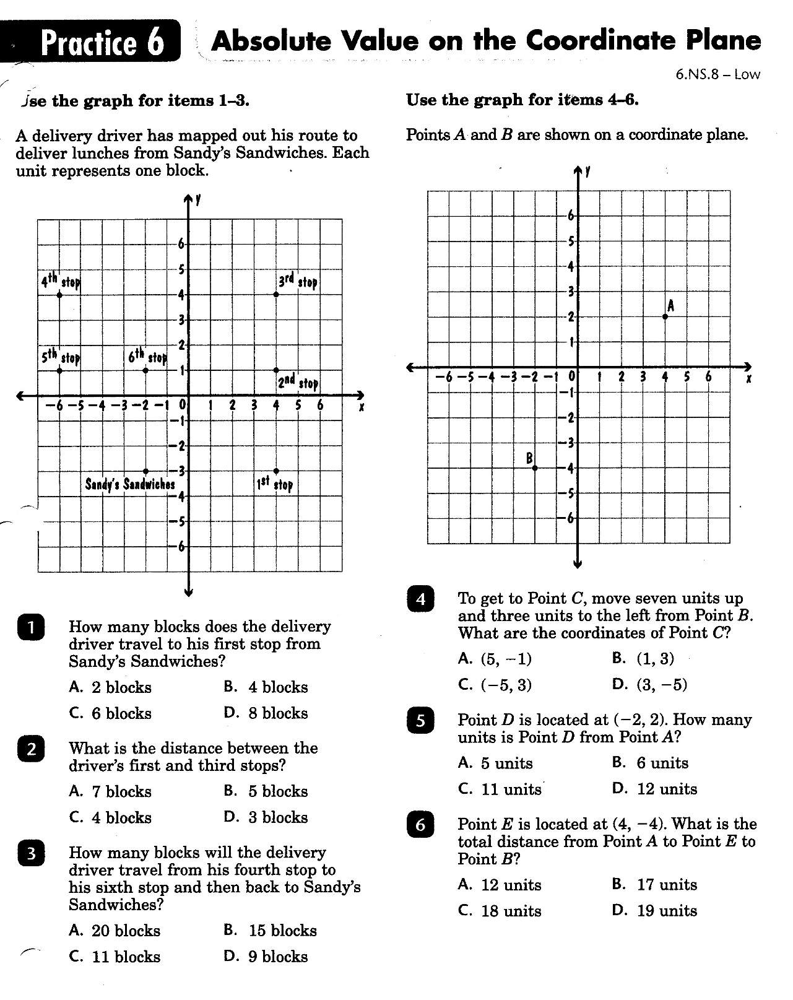 Practice 6
Absolute Value on the Coordinate Plane
6.NS.8 – Low
Jse the graph for items 1–3.
A delivery driver has mapped out his route to
deliver lunches from Sandy's Sandwiches. Each
unit represents one block.
y
6
5
4th stop
3rd stop
4
3
2
5th stop
6th stop
1
2nd stop
−6 −5 −4 −3 −2 −1 0 1 2 3 4 5 6 x
−1
−2
−3
Sandy's Sandwiches
1st stop
−4
−5
−6
1
How many blocks does the delivery
driver travel to his first stop from
Sandy's Sandwiches?
A. 2 blocks B. 4 blocks
C. 6 blocks D. 8 blocks
2
What is the distance between the
driver's first and third stops?
A. 7 blocks B. 5 blocks
C. 4 blocks D. 3 blocks
3
How many blocks will the delivery
driver travel from his fourth stop to
his sixth stop and then back to Sandy's
Sandwiches?
A. 20 blocks B. 15 blocks
C. 11 blocks D. 9 blocks
Use the graph for items 4–6.
Points A and B are shown on a coordinate plane.
y
6
5
4
3
A
2
1
−6 −5 −4 −3 −2 −1 0 1 2 3 4 5 6 x
−1
−2
−3
B
−4
−5
−6
4
To get to Point C, move seven units up
and three units to the left from Point B.
What are the coordinates of Point C?
A. (5, −1) B. (1, 3)
C. (−5, 3) D. (3, −5)
5
Point D is located at (−2, 2). How many
units is Point D from Point A?
A. 5 units B. 6 units
C. 11 units D. 12 units
6
Point E is located at (4, −4). What is the
total distance from Point A to Point E to
Point B?
A. 12 units B. 17 units
C. 18 units D. 19 units